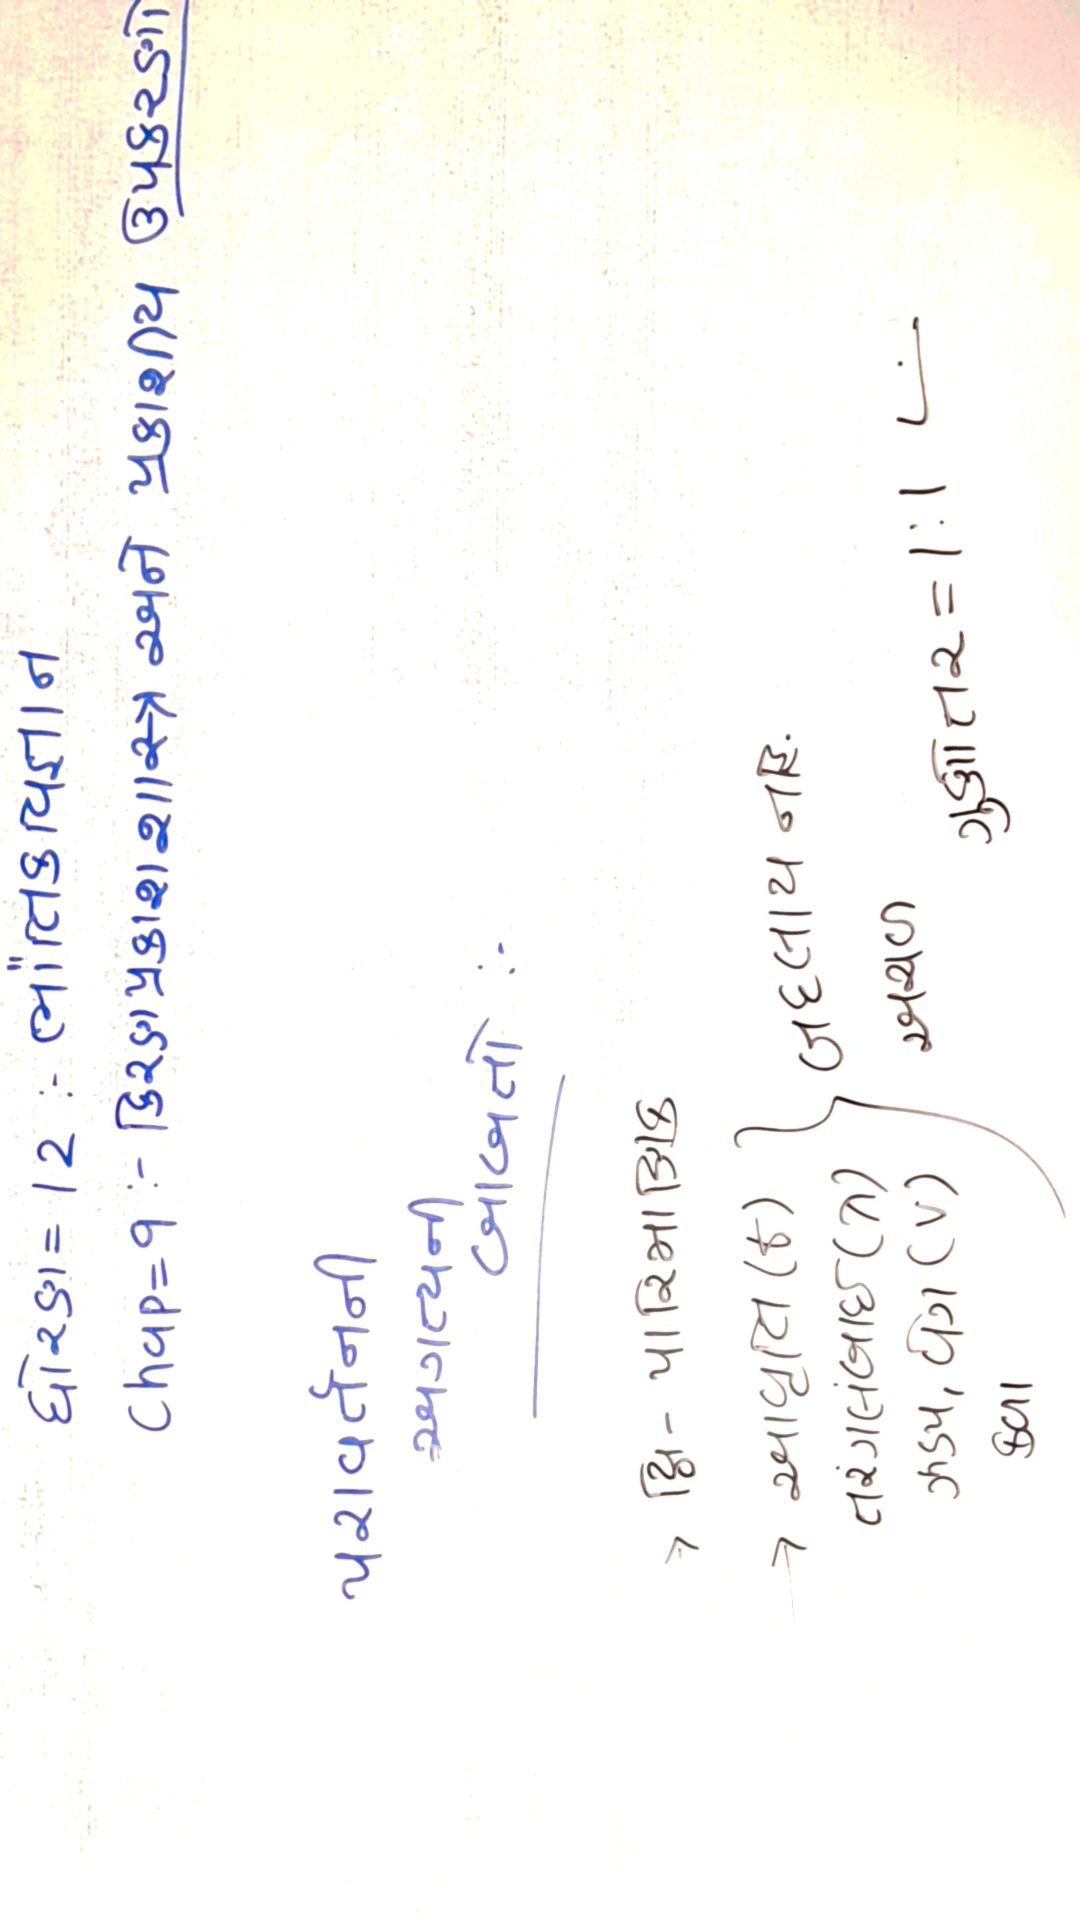 ધોરણ = 12 :- ભૌતિકવિજ્ઞાન
Chap = 9 :- કિરણપ્રકાશશાસ્ત્ર અને પ્રકાશીય ઉપકરણો
પરાવર્તનની
અગત્યની
બાબતો :-
→ દ્વિ - પારિમાણિક
→ આવૃત્તિ (f)
તરંગલંબાઈ (λ)
ઝડપ, વેગ (v)
કળા
બદલાય નહિ.
અથવા
ગુણોત્તર = 1:1